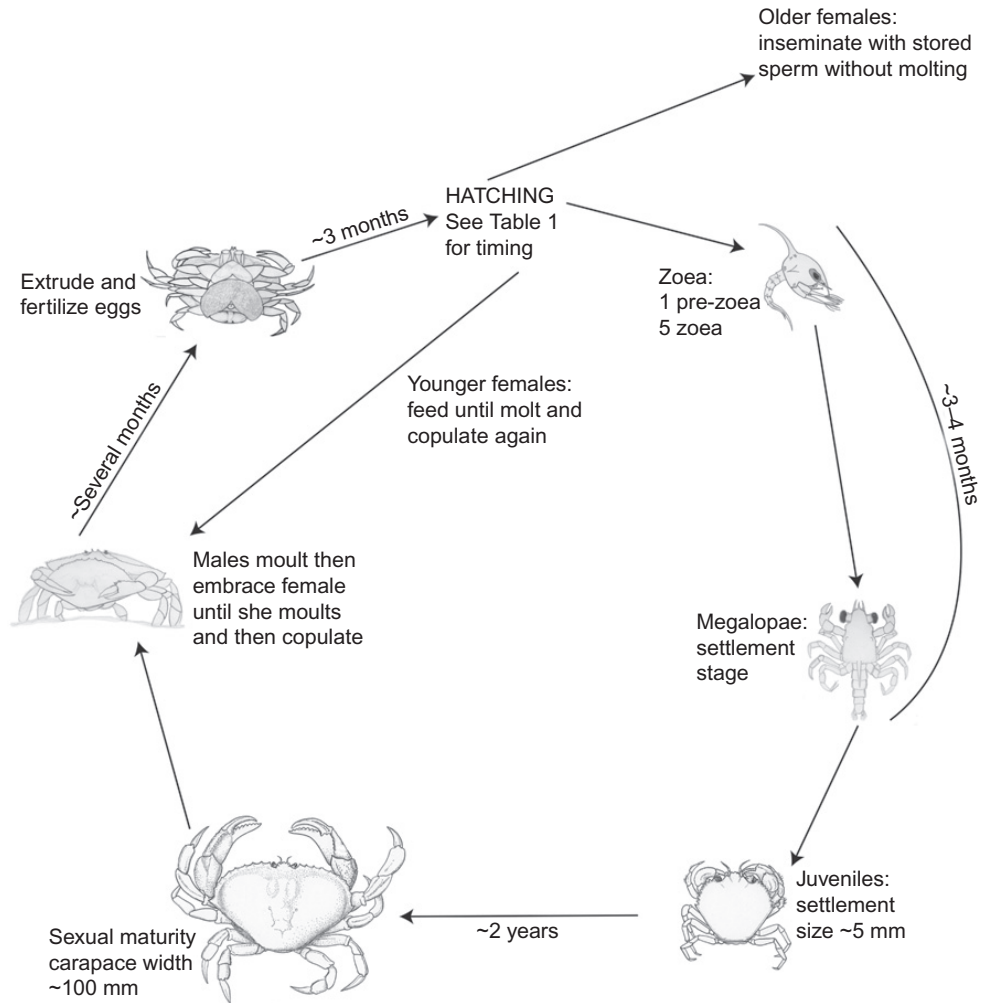 Older females:
inseminate with stored
sperm without molting
HATCHING
See Table 1
for timing
~3 months
Extrude and
fertilize eggs
Zoea:
1 pre-zoea
5 zoea
~3–4 months
Younger females:
feed until molt and
copulate again
~Several months
Males moult then
embrace female
until she moults
and then copulate
Megalopae:
settlement
stage
Juveniles:
settlement
size ~5 mm
~2 years
Sexual maturity
carapace width
~100 mm